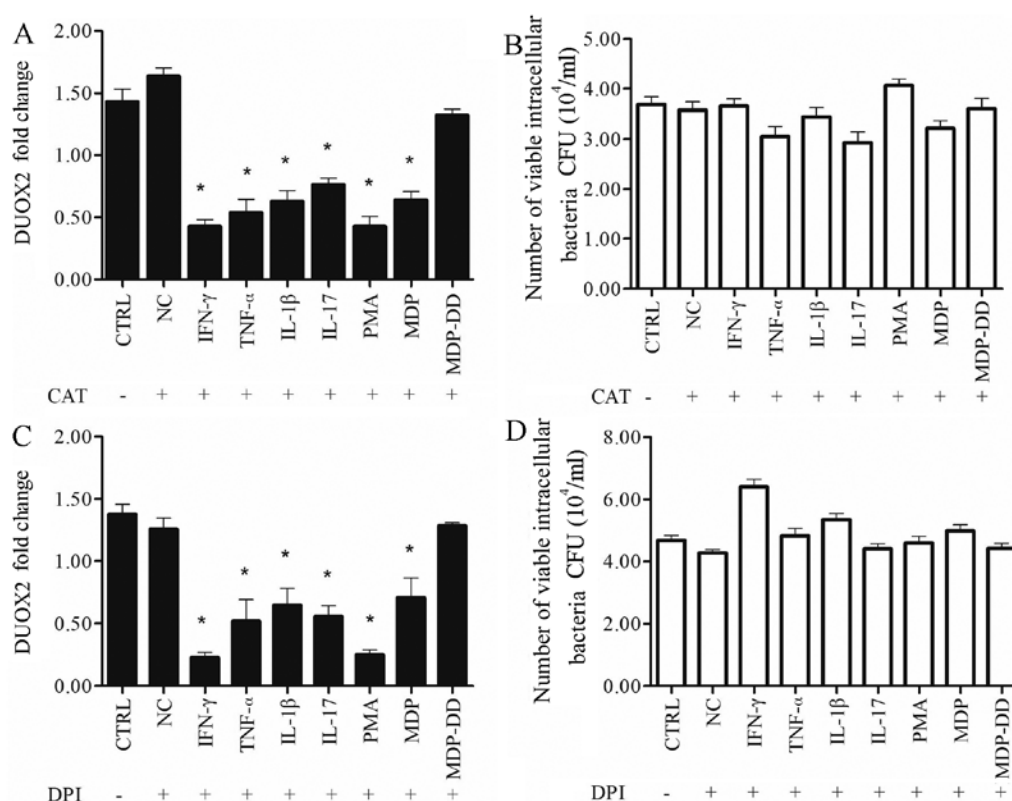 A
DUOX2 fold change
2.00
1.50
1.00
0.50
0.00
* * * * * *
CTRL NC IFN-γ TNF-α IL-1β IL-17 PMA MDP MDP-DD
CAT - + + + + + + + +
B
Number of viable intracellular
bacteria CFU (10⁴/ml)
5.00
4.00
3.00
2.00
1.00
0.00
CTRL NC IFN-γ TNF-α IL-1β IL-17 PMA MDP MDP-DD
CAT - + + + + + + + +
C
DUOX2 fold change
2.00
1.50
1.00
0.50
0.00
* * * * * *
CTRL NC IFN-γ TNF-α IL-1β IL-17 PMA MDP MDP-DD
DPI - + + + + + + + +
D
Number of viable intracellular
bacteria CFU (10⁴/ml)
8.00
6.00
4.00
2.00
0.00
CTRL NC IFN-γ TNF-α IL-1β IL-17 PMA MDP MDP-DD
DPI - + + + + + + + +